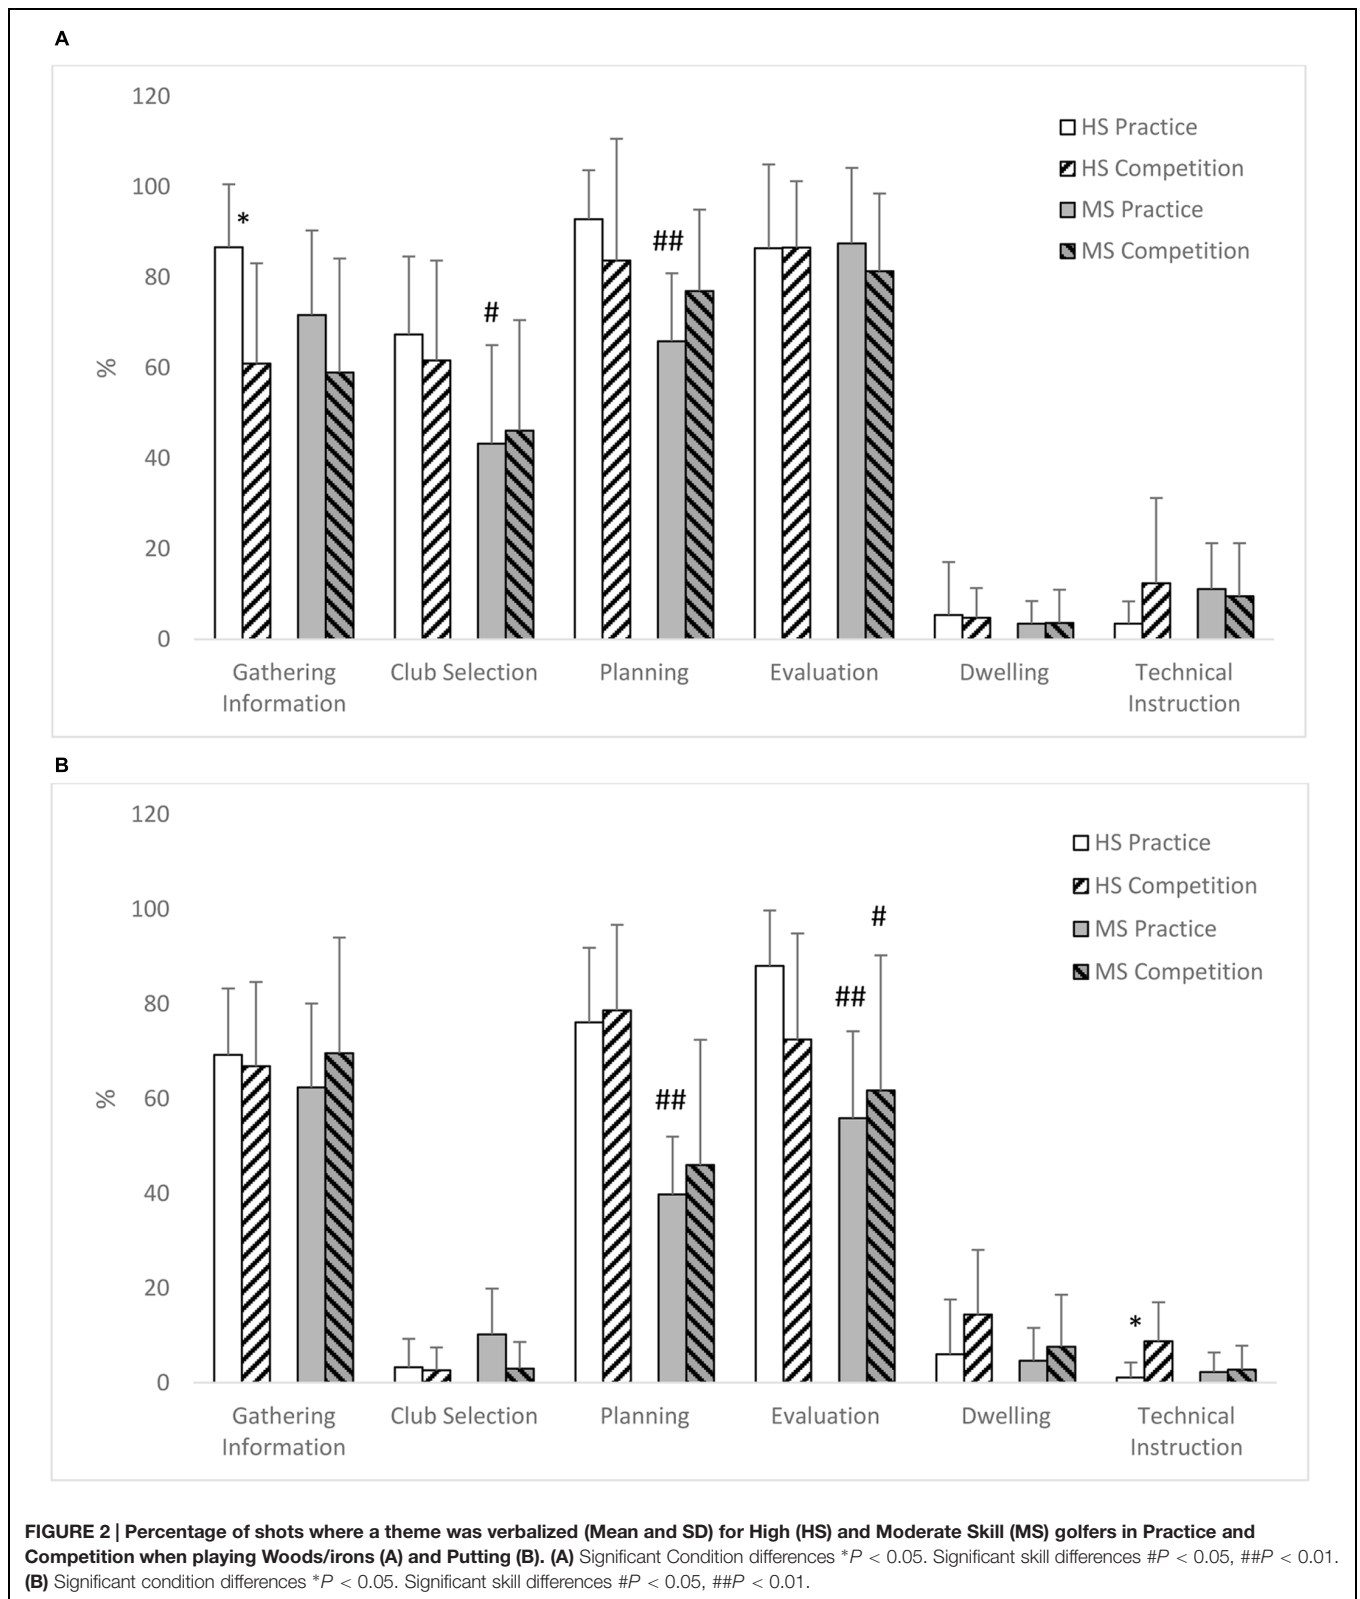 A
120
100
80
60
40
20
0
%
*
#
##
HS Practice
HS Competition
MS Practice
MS Competition
Gathering Information
Club Selection
Planning
Evaluation
Dwelling
Technical Instruction
B
120
100
80
60
40
20
0
%
##
##
#
*
HS Practice
HS Competition
MS Practice
MS Competition
Gathering Information
Club Selection
Planning
Evaluation
Dwelling
Technical Instruction
FIGURE 2 | Percentage of shots where a theme was verbalized (Mean and SD) for High (HS) and Moderate Skill (MS) golfers in Practice and
Competition when playing Woods/irons (A) and Putting (B). (A) Significant Condition differences *P < 0.05. Significant skill differences #P < 0.05, ##P < 0.01.
(B) Significant condition differences *P < 0.05. Significant skill differences #P < 0.05, ##P < 0.01.